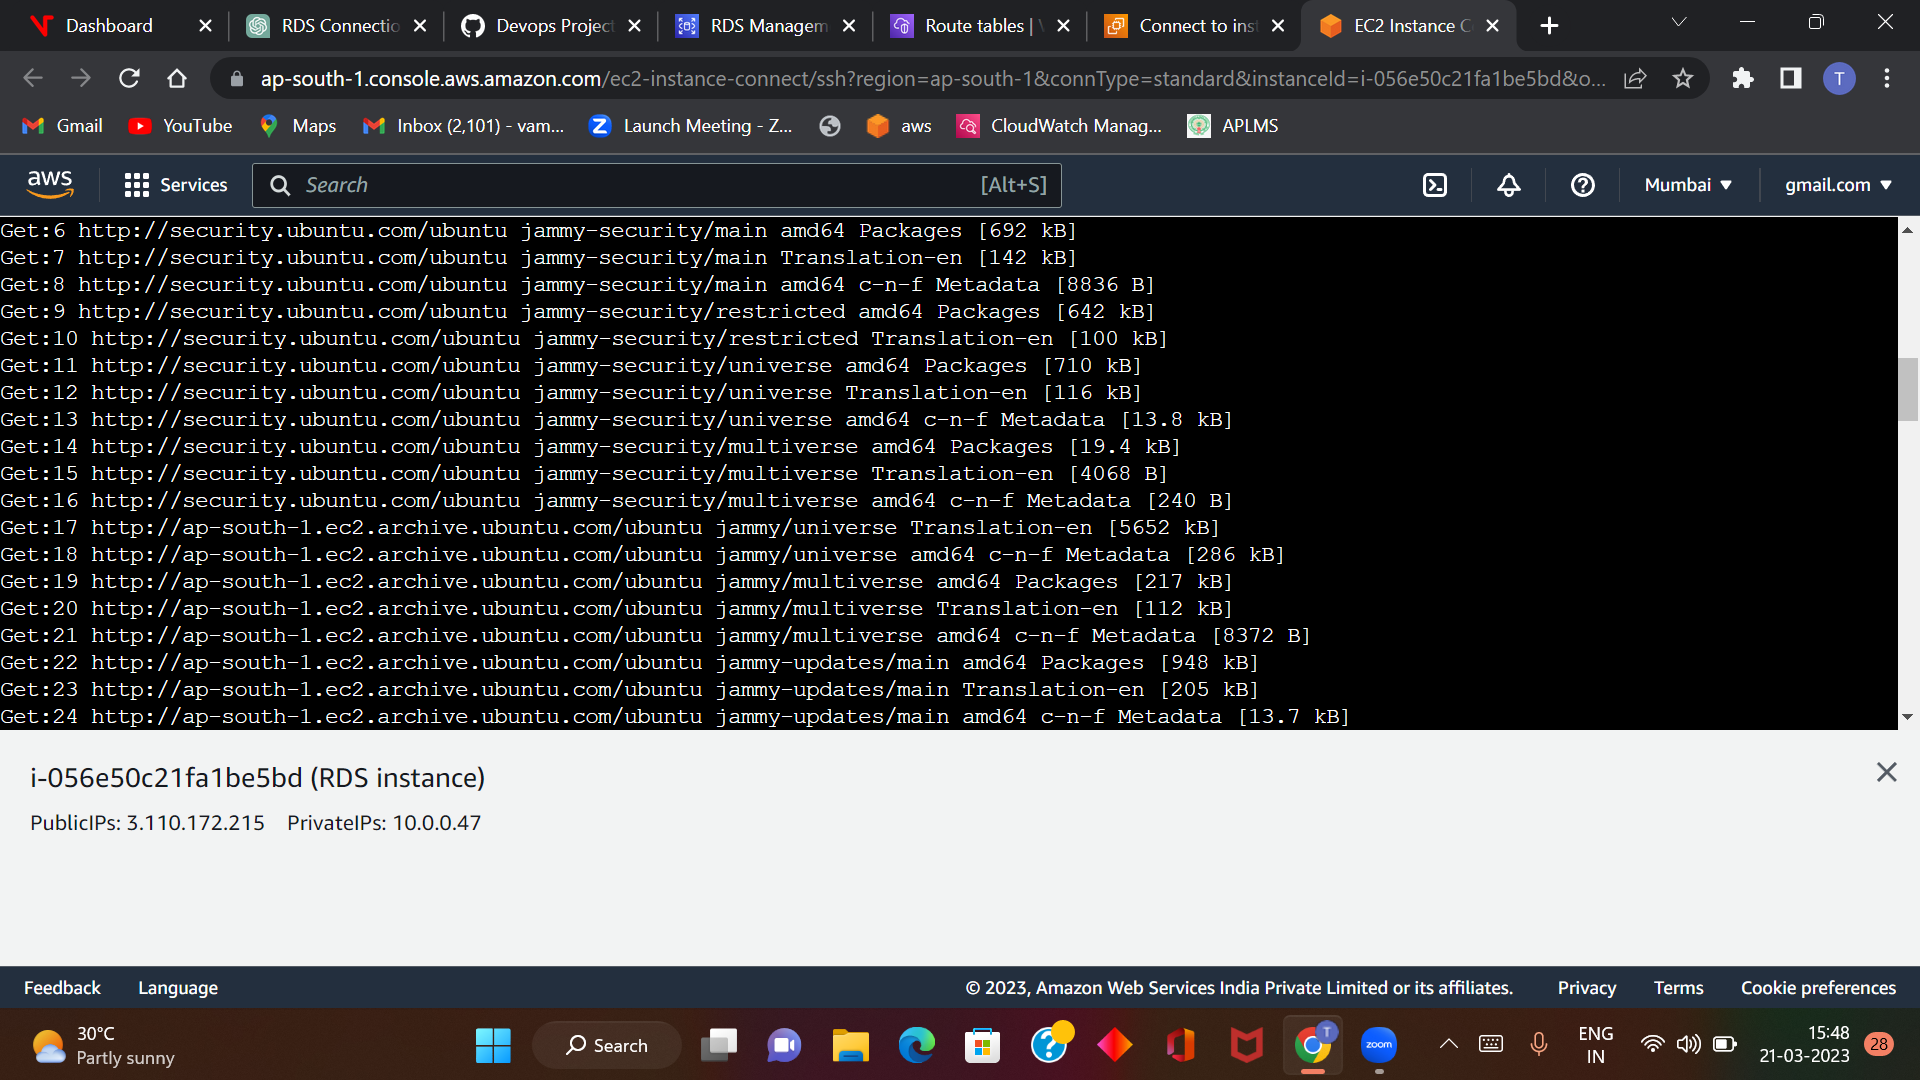 Dashboard
RDS Connectio
Devops Project
RDS Managem
Route tables | V
Connect to inst
EC2 Instance C
ap-south-1.console.aws.amazon.com/ec2-instance-connect/ssh?region=ap-south-1&connType=standard&instanceId=i-056e50c21fa1be5bd&o...
T
Gmail
YouTube
Maps
Inbox (2,101) - vam...
Launch Meeting - Z...
aws
CloudWatch Manag...
APLMS
aws
Services
Search
[Alt+S]
Mumbai
gmail.com
Get:6 http://security.ubuntu.com/ubuntu jammy-security/main amd64 Packages [692 kB]
Get:7 http://security.ubuntu.com/ubuntu jammy-security/main Translation-en [142 kB]
Get:8 http://security.ubuntu.com/ubuntu jammy-security/main amd64 c-n-f Metadata [8836 B]
Get:9 http://security.ubuntu.com/ubuntu jammy-security/restricted amd64 Packages [642 kB]
Get:10 http://security.ubuntu.com/ubuntu jammy-security/restricted Translation-en [100 kB]
Get:11 http://security.ubuntu.com/ubuntu jammy-security/universe amd64 Packages [710 kB]
Get:12 http://security.ubuntu.com/ubuntu jammy-security/universe Translation-en [116 kB]
Get:13 http://security.ubuntu.com/ubuntu jammy-security/universe amd64 c-n-f Metadata [13.8 kB]
Get:14 http://security.ubuntu.com/ubuntu jammy-security/multiverse amd64 Packages [19.4 kB]
Get:15 http://security.ubuntu.com/ubuntu jammy-security/multiverse Translation-en [4068 B]
Get:16 http://security.ubuntu.com/ubuntu jammy-security/multiverse amd64 c-n-f Metadata [240 B]
Get:17 http://ap-south-1.ec2.archive.ubuntu.com/ubuntu jammy/universe Translation-en [5652 kB]
Get:18 http://ap-south-1.ec2.archive.ubuntu.com/ubuntu jammy/universe amd64 c-n-f Metadata [286 kB]
Get:19 http://ap-south-1.ec2.archive.ubuntu.com/ubuntu jammy/multiverse amd64 Packages [217 kB]
Get:20 http://ap-south-1.ec2.archive.ubuntu.com/ubuntu jammy/multiverse Translation-en [112 kB]
Get:21 http://ap-south-1.ec2.archive.ubuntu.com/ubuntu jammy/multiverse amd64 c-n-f Metadata [8372 B]
Get:22 http://ap-south-1.ec2.archive.ubuntu.com/ubuntu jammy-updates/main amd64 Packages [948 kB]
Get:23 http://ap-south-1.ec2.archive.ubuntu.com/ubuntu jammy-updates/main Translation-en [205 kB]
Get:24 http://ap-south-1.ec2.archive.ubuntu.com/ubuntu jammy-updates/main amd64 c-n-f Metadata [13.7 kB]
i-056e50c21fa1be5bd (RDS instance)
PublicIPs: 3.110.172.215 PrivateIPs: 10.0.0.47
Feedback
Language
© 2023, Amazon Web Services India Private Limited or its affiliates.
Privacy
Terms
Cookie preferences
30°C
Partly sunny
Search
T
zoom
ENG
IN
15:48
21-03-2023
28